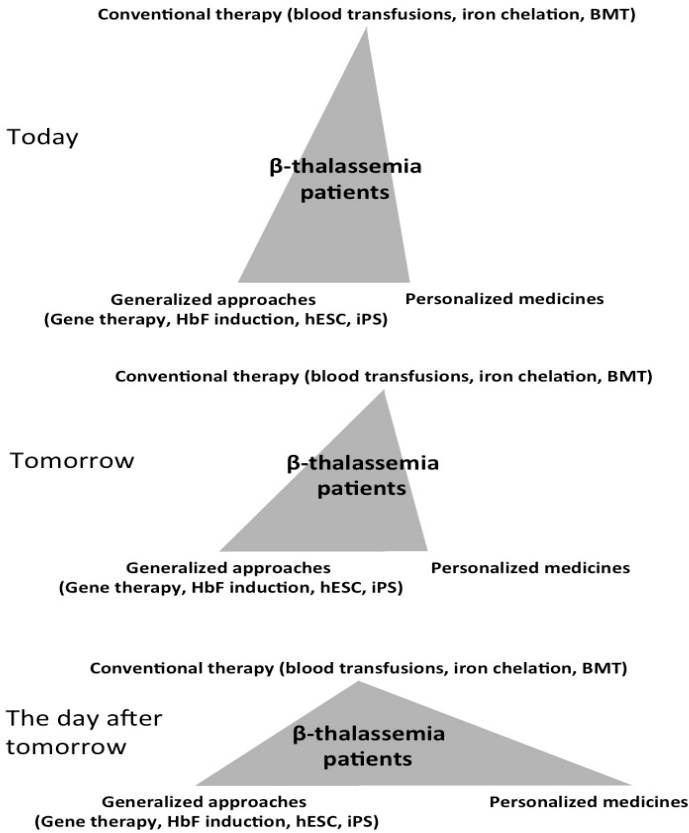 Conventional therapy (blood transfusions, iron chelation, BMT)
Today
β-thalassemia
patients
Generalized approaches
(Gene therapy, HbF induction, hESC, iPS)
Personalized medicines
Conventional therapy (blood transfusions, iron chelation, BMT)
Tomorrow
β-thalassemia
patients
Generalized approaches
(Gene therapy, HbF induction, hESC, iPS)
Personalized medicines
Conventional therapy (blood transfusions, iron chelation, BMT)
The day after
tomorrow
β-thalassemia
patients
Generalized approaches
(Gene therapy, HbF induction, hESC, iPS)
Personalized medicines